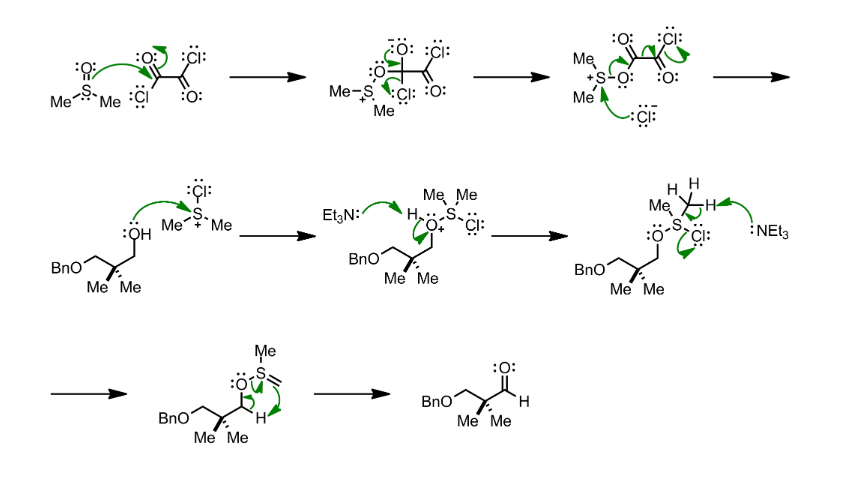 O Cl
O
S
Me Me Cl O
O Cl
O
Me S Cl O
+
Me
O Cl
Me
+ S O O
Me
Cl −
Cl
OH Me S Me
+
BnO
Me Me
Et3N: H Me Me
S
O Cl
+
BnO
Me Me
H H
Me H
S
O Cl :NEt3
BnO
Me Me
Me
O S
BnO H
Me Me
O
BnO H
Me Me